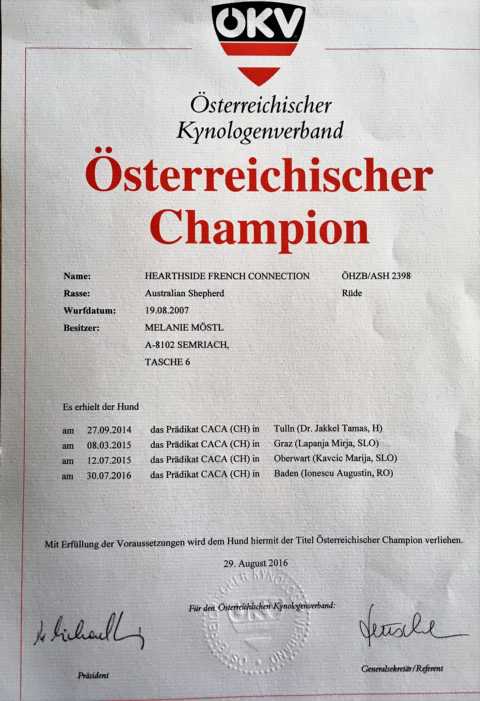 ÖKV
Österreichischer
Kynologenverband
Österreichischer
Champion
Name: HEARTHSIDE FRENCH CONNECTION ÖHZB/ASH 2398
Rasse: Australian Shepherd Rüde
Wurfdatum: 19.08.2007
Besitzer: MELANIE MÖSTL
A-8102 SEMRIACH,
TASCHE 6
Es erhielt der Hund
am 27.09.2014 das Prädikat CACA (CH) in Tulln (Dr. Jakkel Tamas, H)
am 08.03.2015 das Prädikat CACA (CH) in Graz (Lapanja Mirja, SLO)
am 12.07.2015 das Prädikat CACA (CH) in Oberwart (Kavcic Marija, SLO)
am 30.07.2016 das Prädikat CACA (CH) in Baden (Ionescu Augustin, RO)
Mit Erfüllung der Voraussetzungen wird dem Hund hiermit der Titel Österreichischer Champion verliehen.
29. August 2016
Für den Österreichischen Kynologenverband:
ÖKV
Präsident
Generalsekretär/Referent